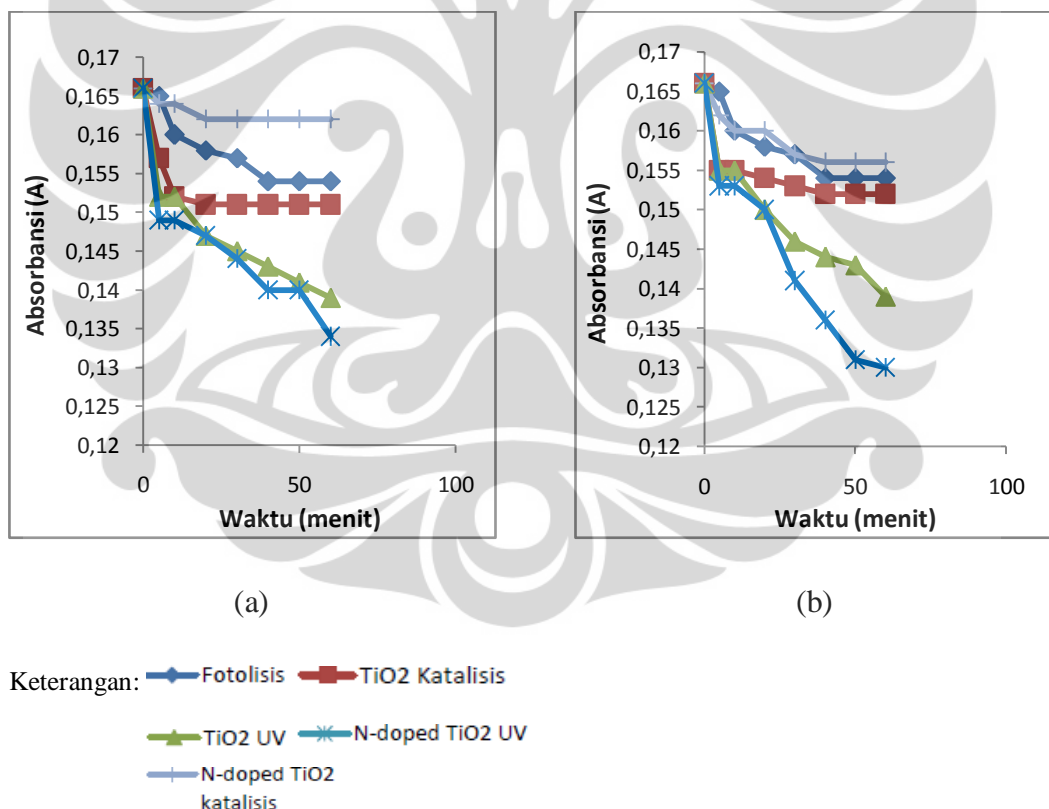 0,17
0,165
0,16
0,155
0,15
0,145
0,14
0,135
0,13
0,125
0,12
Absorbansi (A)
0 50 100
Waktu (menit)
(a)
0,17
0,165
0,16
0,155
0,15
0,145
0,14
0,135
0,13
0,125
0,12
Absorbansi (A)
0 50 100
Waktu (menit)
(b)
Keterangan: Fotolisis TiO2 Katalisis
TiO2 UV N-doped TiO2 UV
N-doped TiO2
katalisis